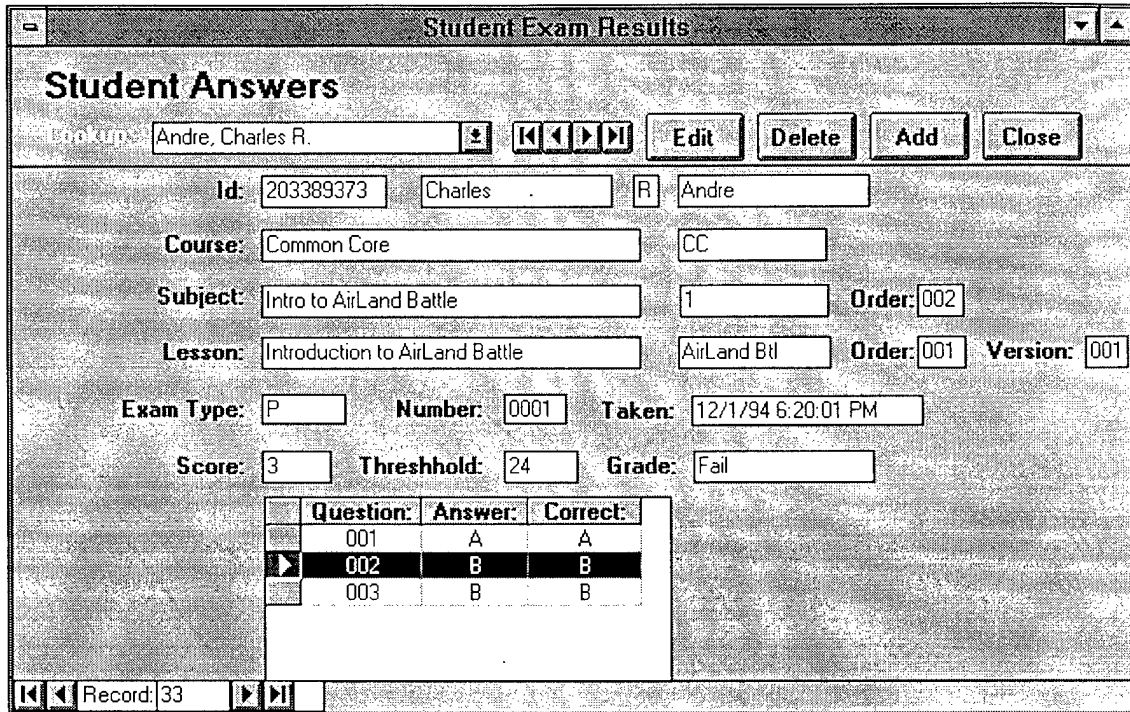 Student Exam Results
Student Answers
Lookup: Andre, Charles R. Edit Delete Add Close
Id: 203389373 Charles R Andre
Course: Common Core CC
Subject: Intro to AirLand Battle 1 Order: 002
Lesson: Introduction to AirLand Battle AirLand Btl Order: 001 Version: 001
Exam Type: P Number: 0001 Taken: 12/1/94 6:20:01 PM
Score: 3 Threshhold: 24 Grade: Fail
Question: Answer: Correct:
001 A A
002 B B
003 B B
Record: 33